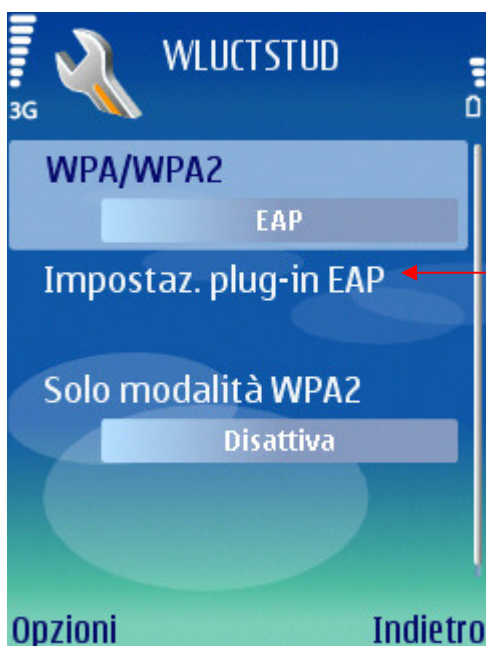 WLUCTSTUD
3G
WPA/WPA2
EAP
Impostaz. plug-in EAP
Solo modalità WPA2
Disattiva
Opzioni Indietro